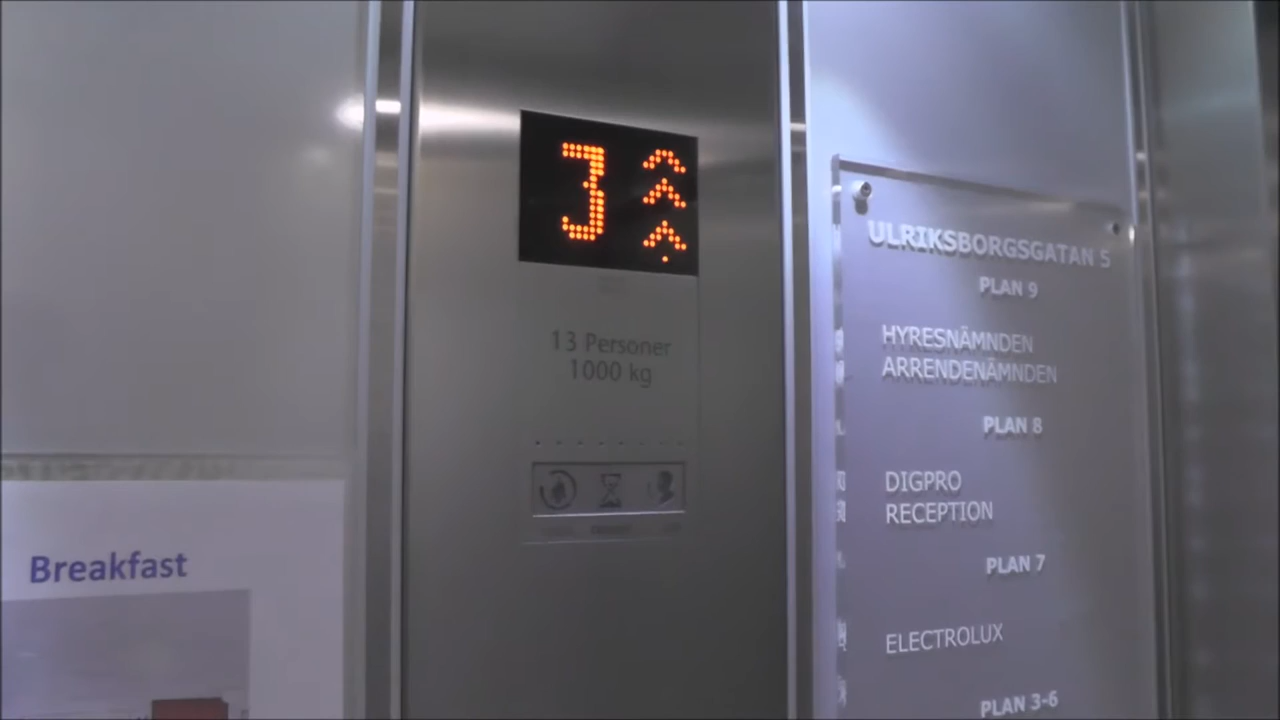 3
13 Personer
1000 kg
Breakfast
ULRIKSBORGSGATAN 5
PLAN 9
HYRESNÄMNDEN
ARRENDENÄMNDEN
PLAN 8
DIGPRO
RECEPTION
PLAN 7
ELECTROLUX
PLAN 3-6